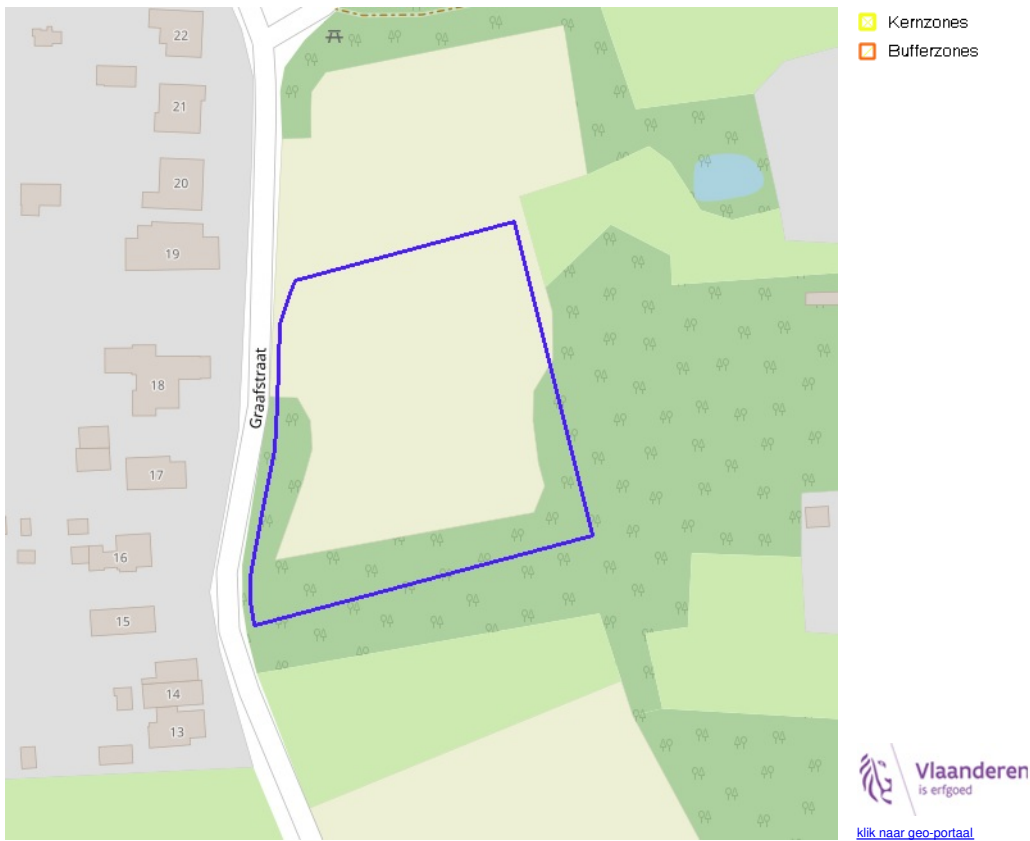 Kernzones
Bufferzones
22
21
20
19
18
Graafstraat
17
16
15
14
13
Vlaanderen
is erfgoed
klik naar geo-portaal